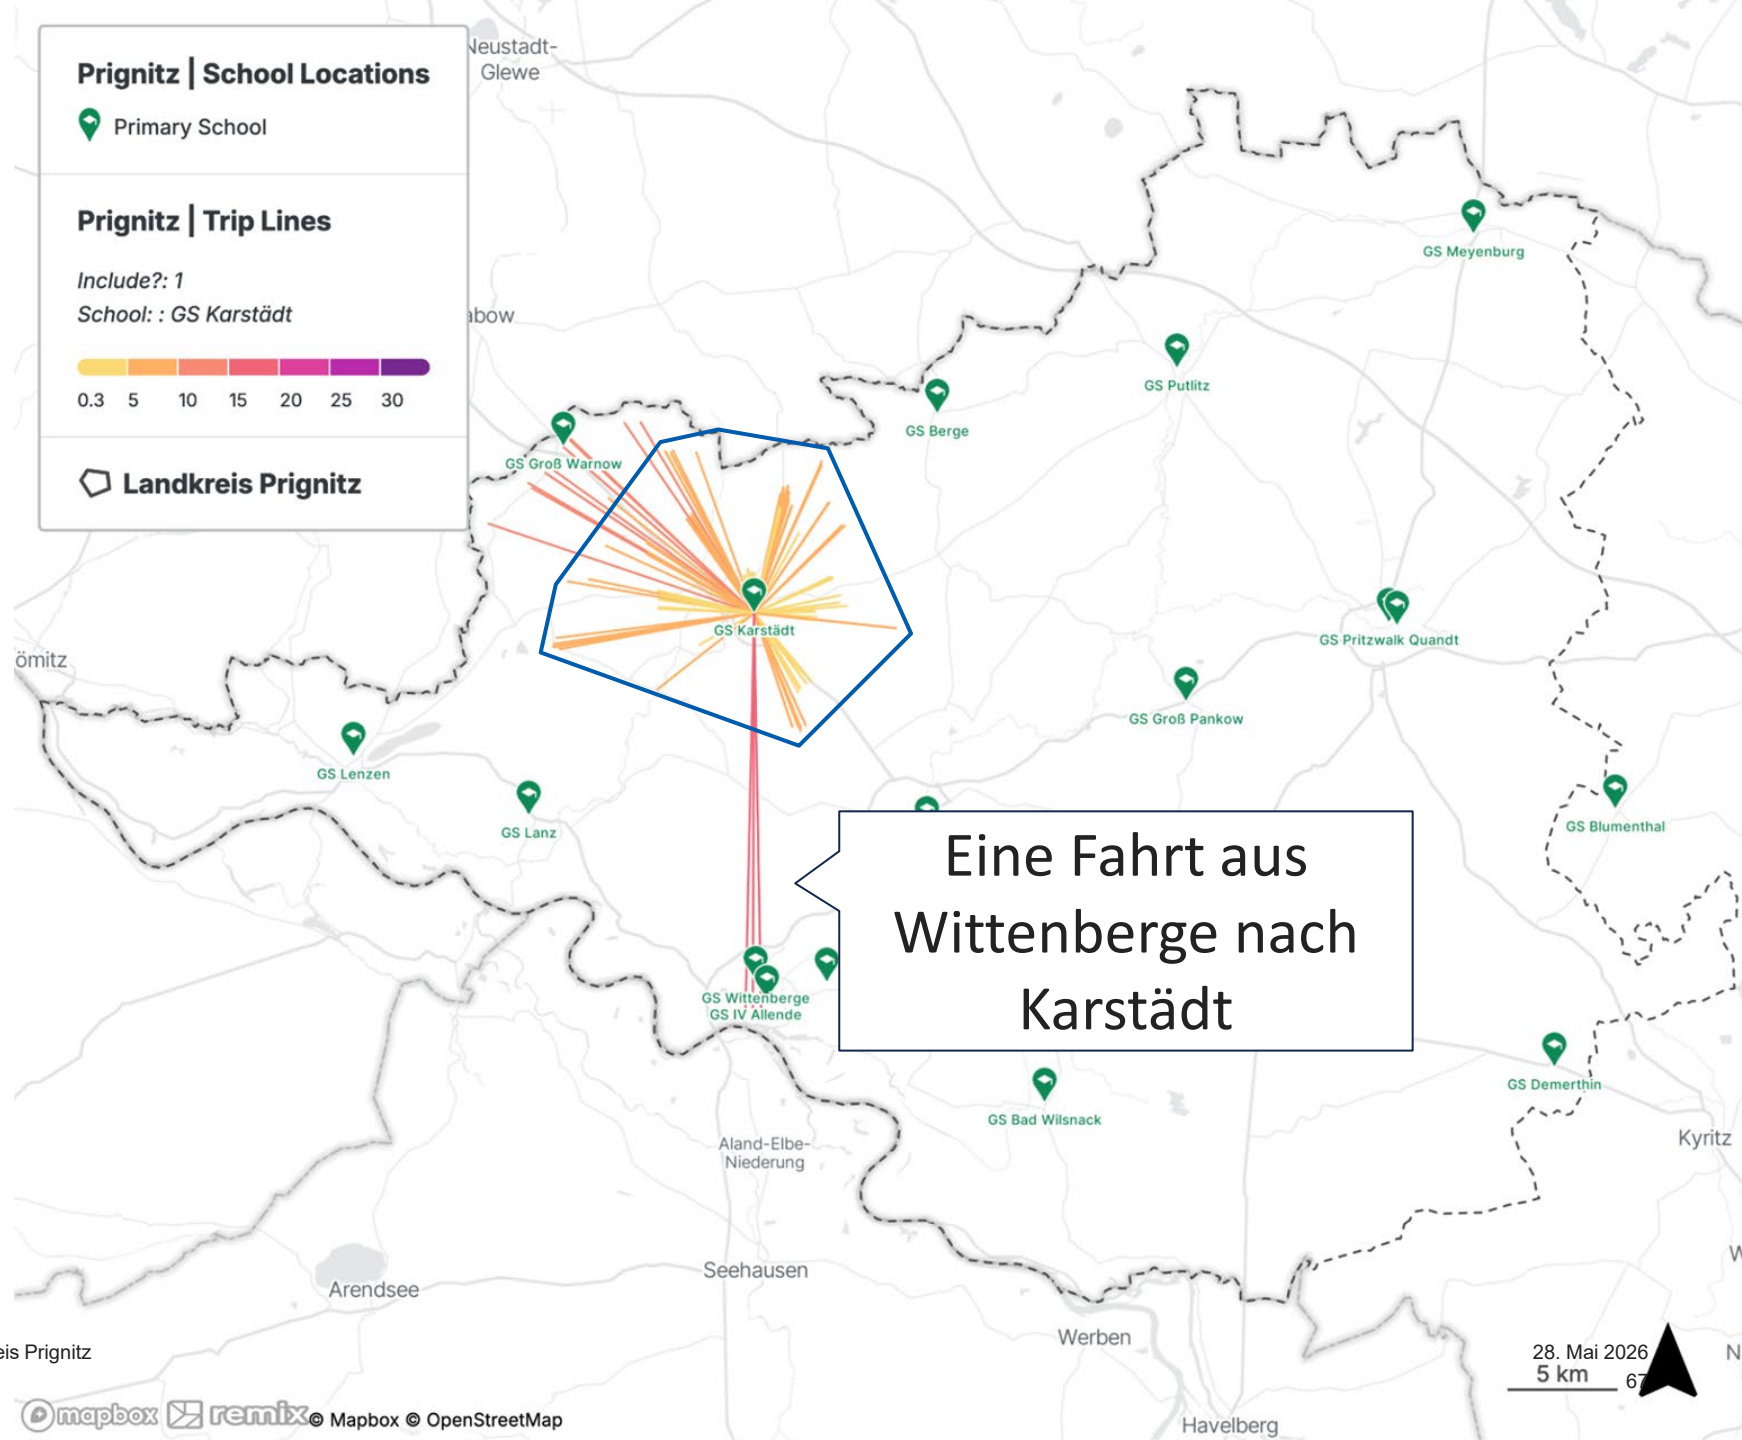 Prignitz | School Locations
Primary School
Prignitz | Trip Lines
Include?: 1
School: : GS Karstädt
0.3 5 10 15 20 25 30
Landkreis Prignitz
Neustadt-
Glewe
GS Meyenburg
GS Putlitz
GS Berge
GS Groß Warnow
GS Karstädt
GS Pritzwalk Quandt
ömitz
GS Groß Pankow
GS Lenzen
GS Lanz
GS Blumenthal
Eine Fahrt aus
Wittenberge nach
Karstädt
GS Wittenberge
GS IV Allende
GS Demerthin
GS Bad Wilsnack
Kyritz
Aland-Elbe-
Niederung
Seehausen
Arendsee
Werben
Havelberg
eis Prignitz
28. Mai 2026
5 km
67
mapbox remix © Mapbox © OpenStreetMap